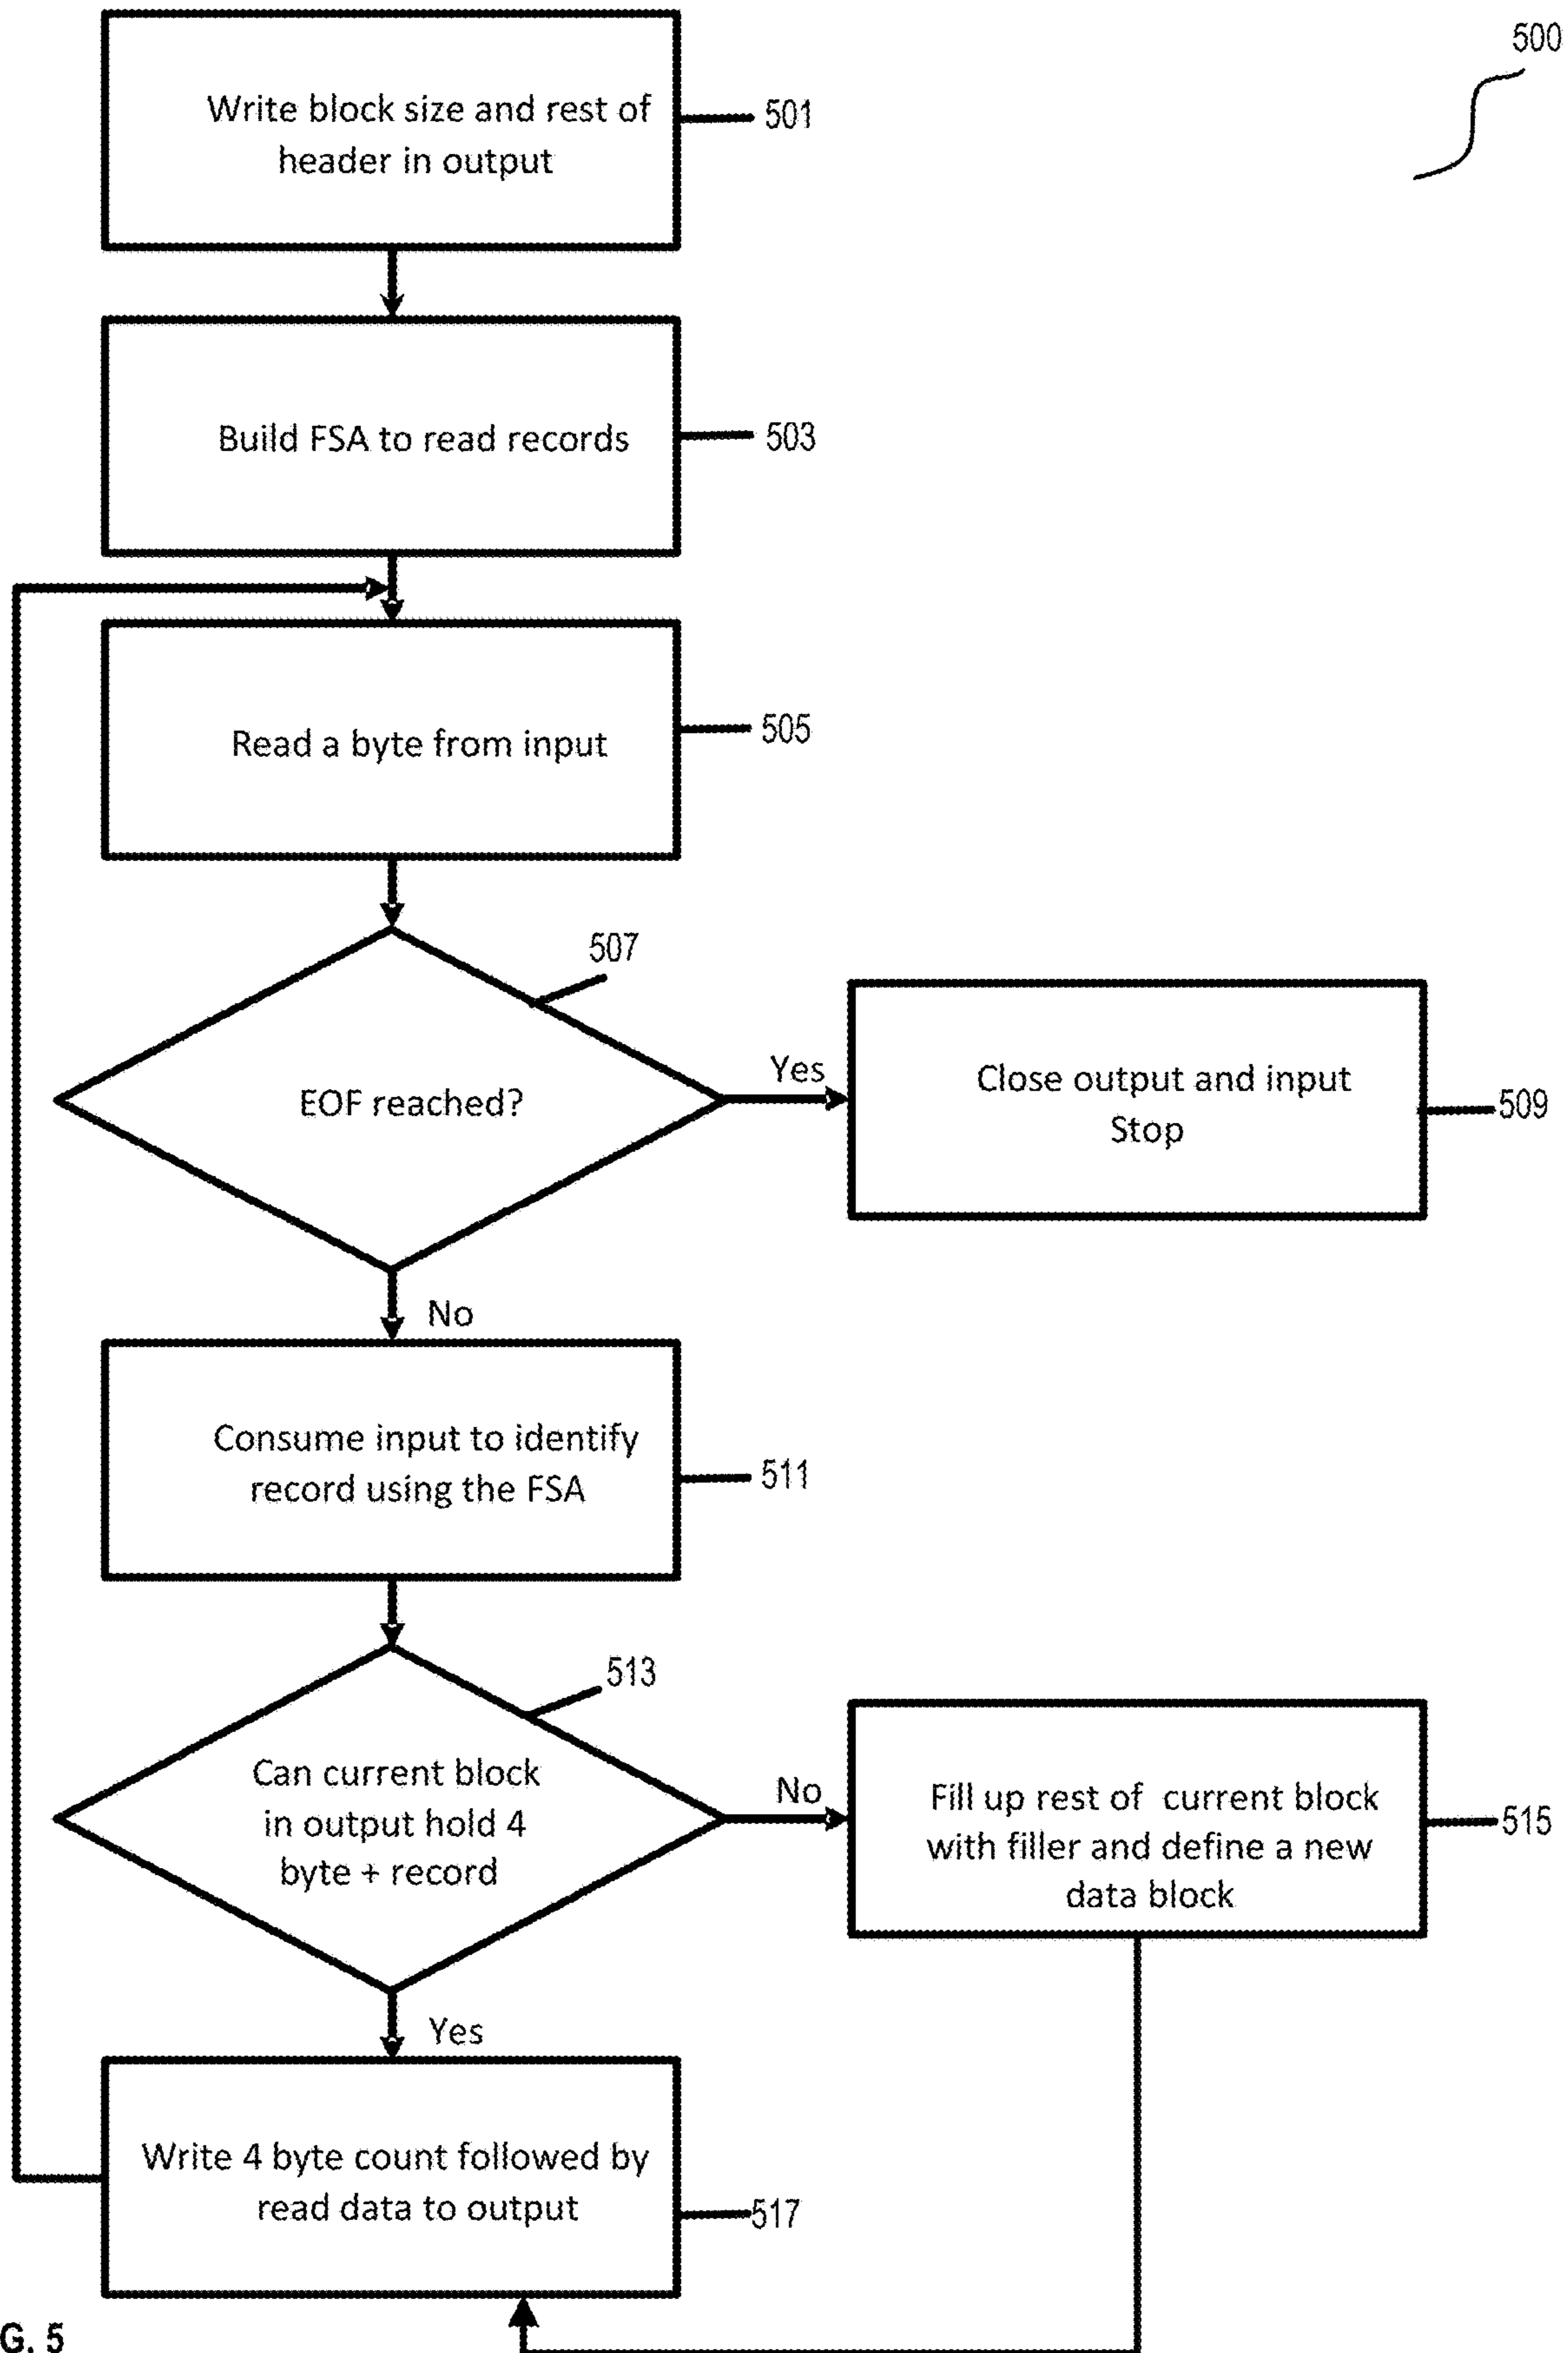 500
Write block size and rest of
header in output
501
Build FSA to read records
503
Read a byte from input
505
507
EOF reached?
Yes
Close output and input
Stop
509
No
Consume input to identify
record using the FSA
511
513
Can current block
in output hold 4
byte + record
No
Fill up rest of current block
with filler and define a new
data block
515
Yes
Write 4 byte count followed by
read data to output
517
G. 5